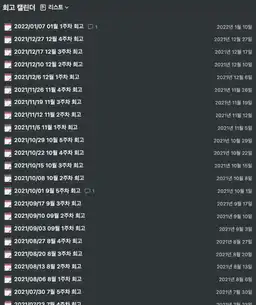 회고 캘린더 리스트
2022/01/07 01월 1주차 회고 1 2022년 1월 10일
2021/12/27 12월 4주차 회고 2021년 12월 27일
2021/12/17 12월 3주차 회고 2021년 12월 17일
2021/12/10 12월 2주차 회고 2021년 12월 10일
2021/12/6 12월 1주차 회고 2021년 12월 6일
2021/11/26 11월 4주차 회고 2021년 11월 26일
2021/11/19 11월 3주차 회고 2021년 11월 19일
2021/11/12 11월 2주차 회고 2021년 11월 12일
2021/11/5 11월 1주차 회고 2021년 11월 5일
2021/10/29 10월 5주차 회고 2021년 10월 29일
2021/10/22 10월 4주차 회고 2021년 10월 22일
2021/10/15 10월 3주차 회고 2021년 10월 15일
2021/10/08 10월 2주차 회고 2021년 10월 8일
2021/10/01 9월 5주차 회고 1 2021년 10월 1일
2021/09/17 9월 3주차 회고 2021년 9월 17일
2021/09/10 09월 2주차 회고 2021년 9월 10일
2021/09/03 09월 1주차 회고 2021년 9월 3일
2021/08/27 8월 4주차 회고 2021년 8월 27일
2021/08/20 8월 3주차 회고 2021년 8월 20일
2021/08/13 8월 2주차 회고 2021년 8월 13일
2021/08/06 8월 1주차 회고 2021년 8월 6일
2021/07/30 7월 5주차 회고 2021년 7월 30일
2021/07/23 7월 4주차 회고